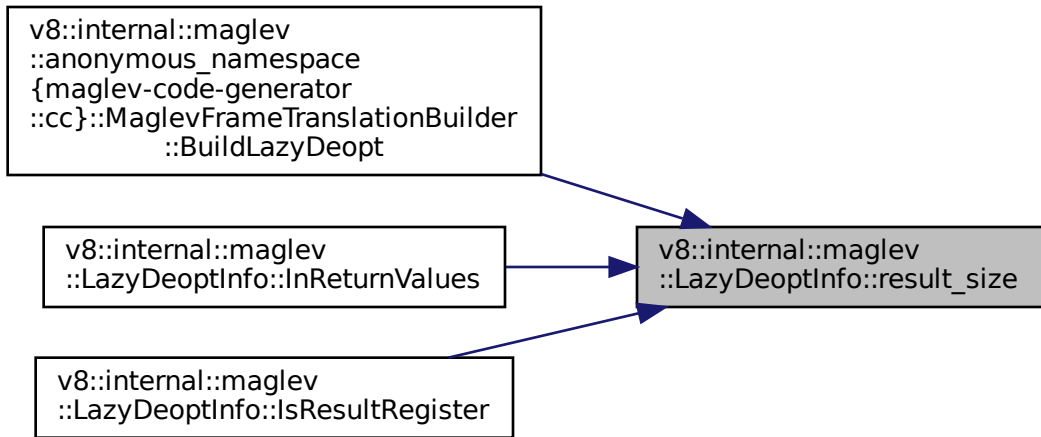 v8::internal::maglev
::anonymous_namespace
{maglev-code-generator
::cc}::MaglevFrameTranslationBuilder
::BuildLazyDeopt
v8::internal::maglev
::LazyDeoptInfo::InReturnValues
v8::internal::maglev
::LazyDeoptInfo::result_size
v8::internal::maglev
::LazyDeoptInfo::IsResultRegister